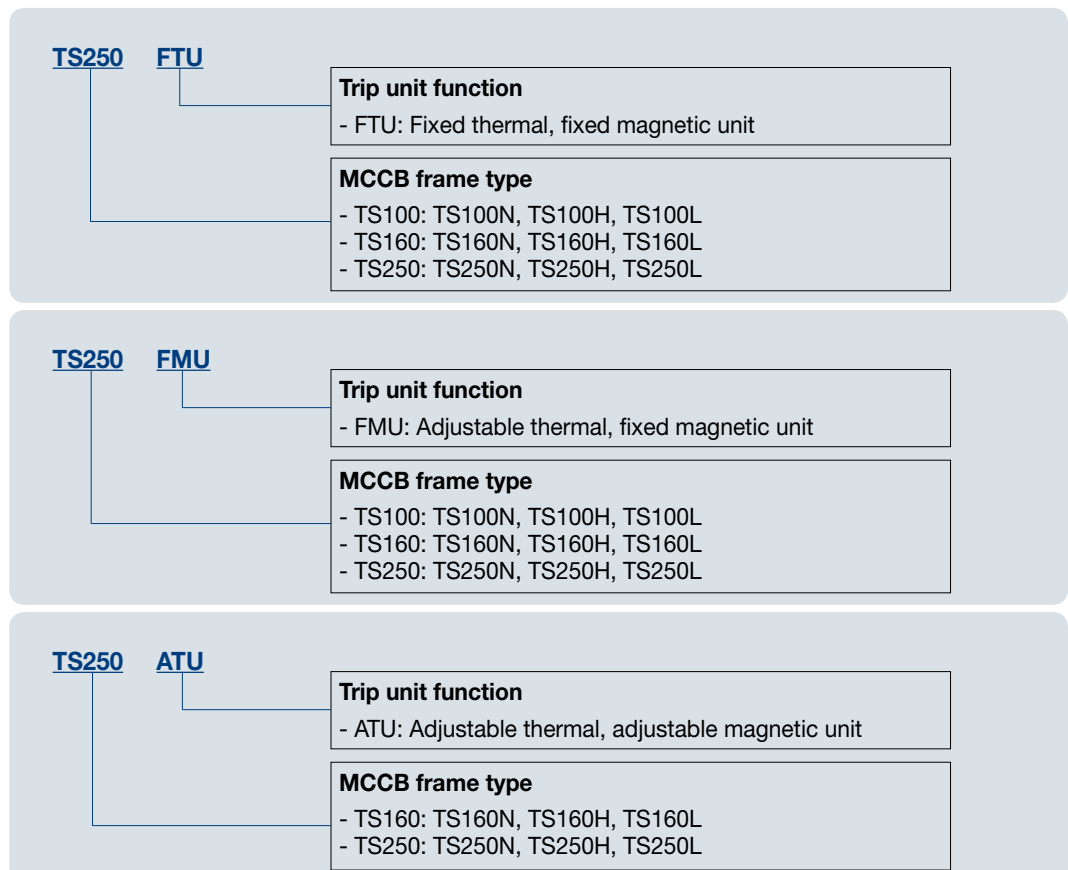 TS250 FTU
Trip unit function
- FTU: Fixed thermal, fixed magnetic unit
MCCB frame type
- TS100: TS100N, TS100H, TS100L
- TS160: TS160N, TS160H, TS160L
- TS250: TS250N, TS250H, TS250L
TS250 FMU
Trip unit function
- FMU: Adjustable thermal, fixed magnetic unit
MCCB frame type
- TS100: TS100N, TS100H, TS100L
- TS160: TS160N, TS160H, TS160L
- TS250: TS250N, TS250H, TS250L
TS250 ATU
Trip unit function
- ATU: Adjustable thermal, adjustable magnetic unit
MCCB frame type
- TS160: TS160N, TS160H, TS160L
- TS250: TS250N, TS250H, TS250L